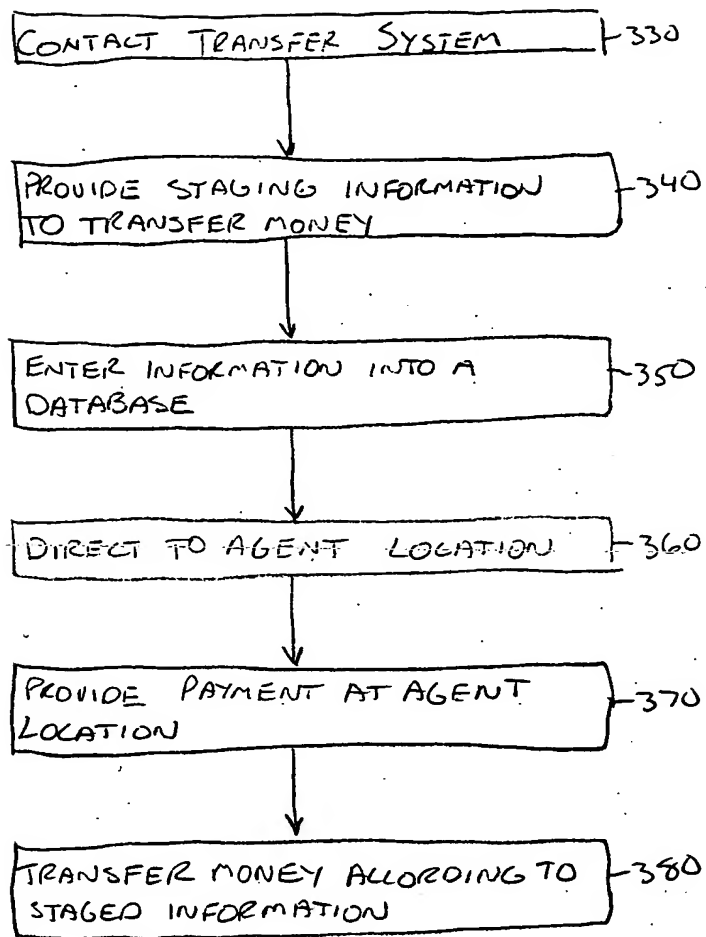 CONTACT TRANSFER SYSTEM 330
PROVIDE STAGING INFORMATION 340
TO TRANSFER MONEY
ENTER INFORMATION INTO A 350
DATABASE
DIRECT TO AGENT LOCATION 360
PROVIDE PAYMENT AT AGENT 370
LOCATION
TRANSFER MONEY ACCORDING TO 380
STAGED INFORMATION